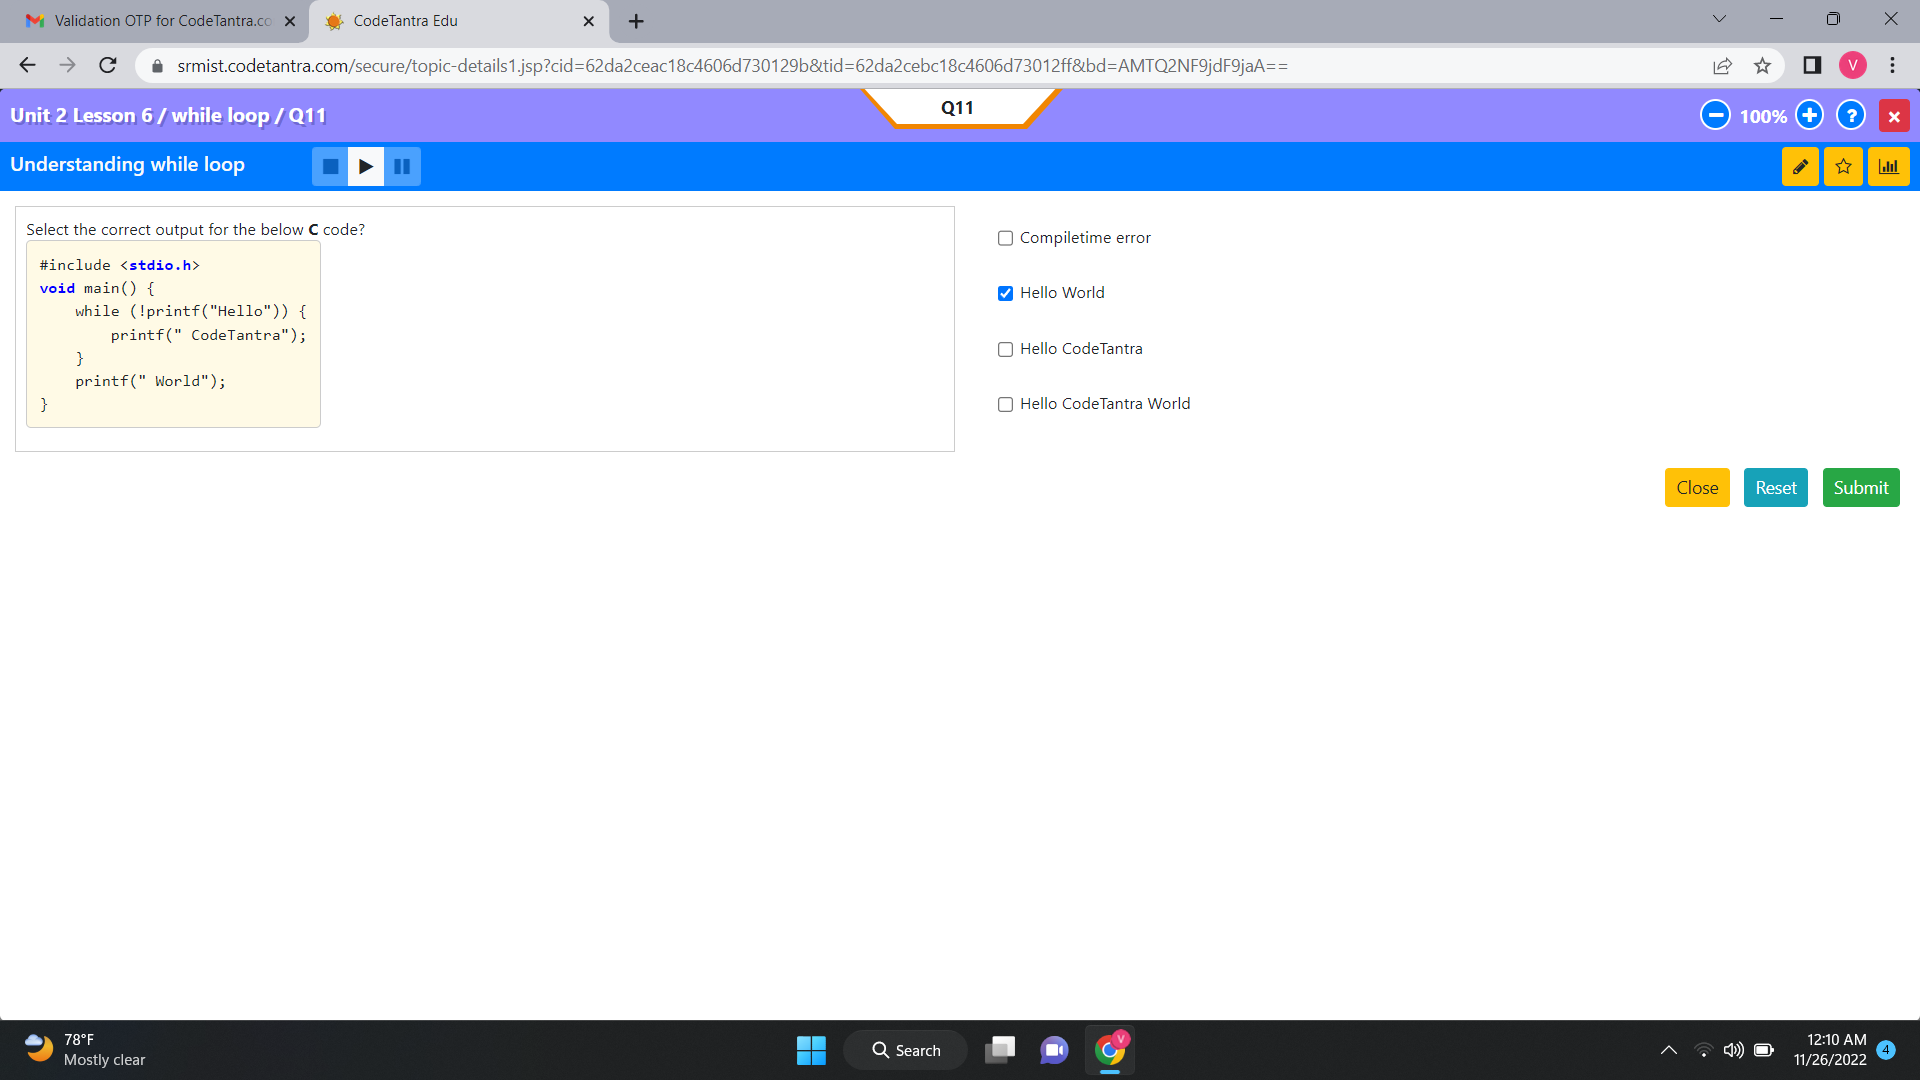 Validation OTP for CodeTantra.co
CodeTantra Edu
srmist.codetantra.com/secure/topic-details1.jsp?cid=62da2ceac18c4606d730129b&tid=62da2cebc18c4606d73012ff&bd=AMTQ2NF9jdF9jaA==
V
Unit 2 Lesson 6 / while loop / Q11
Q11
100%
?
Understanding while loop
Select the correct output for the below C code?
#include <stdio.h>
void main() {
    while (!printf("Hello")) {
        printf(" CodeTantra");
    }
    printf(" World");
}
Compiletime error
Hello World
Hello CodeTantra
Hello CodeTantra World
Close
Reset
Submit
78°F
Mostly clear
Search
V
12:10 AM
11/26/2022
4